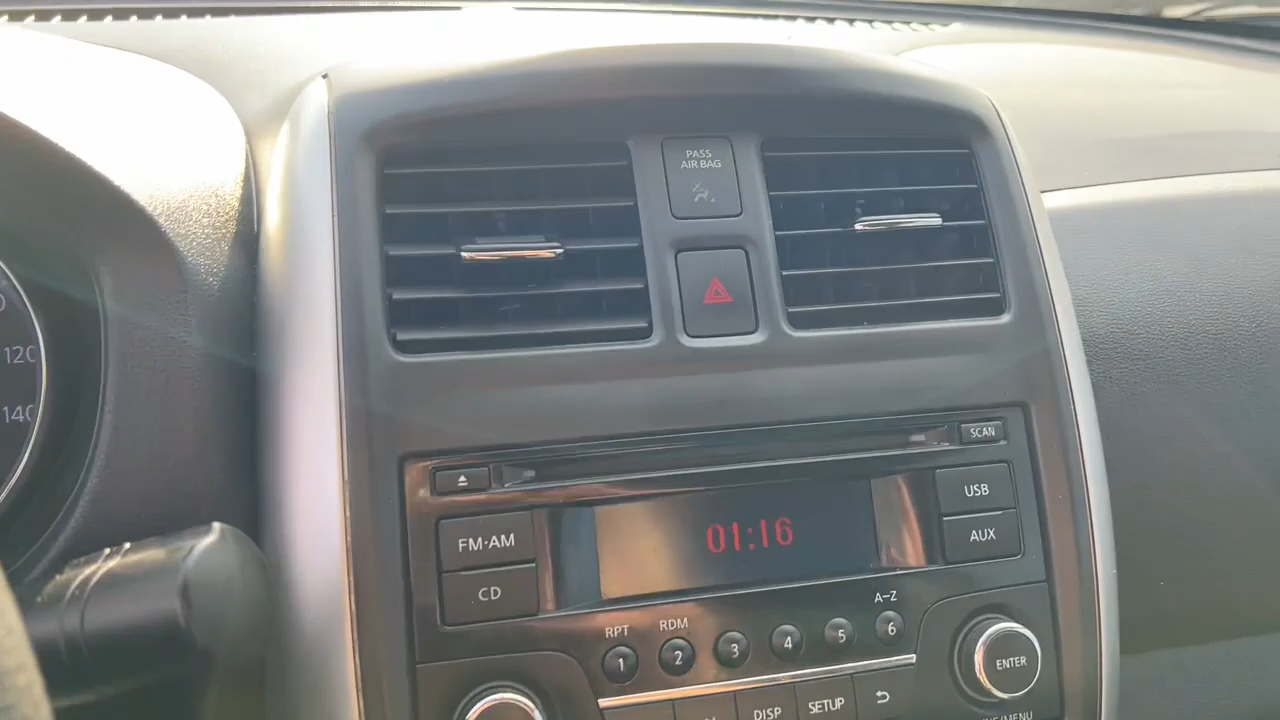 PASS
AIR BAG
120
140
SCAN
USB
FM·AM
01:16
AUX
CD
A–Z
RPT RDM
1 2 3 4 5 6
ENTER
DISP SETUP